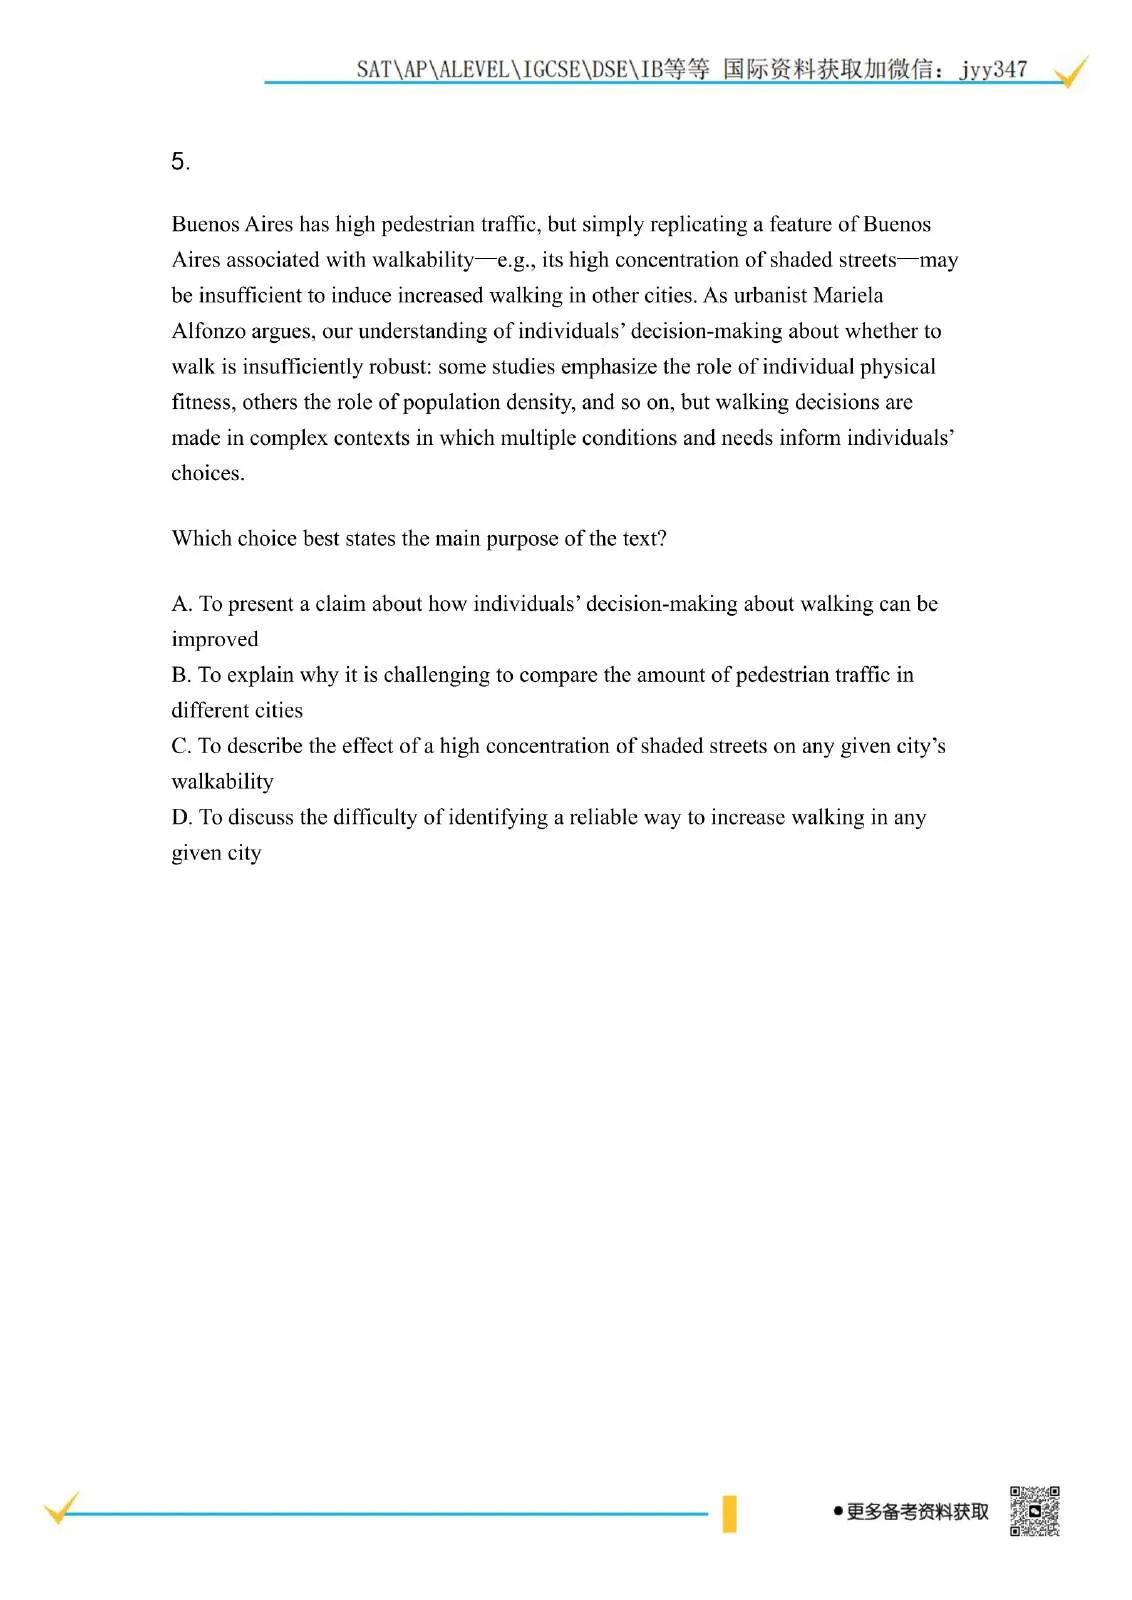 SAT\AP\ALEVEL\IGCSE\DSE\IB等等 国际资料获取加微信：jyy347
5.
Buenos Aires has high pedestrian traffic, but simply replicating a feature of Buenos
Aires associated with walkability—e.g., its high concentration of shaded streets—may
be insufficient to induce increased walking in other cities. As urbanist Mariela
Alfonzo argues, our understanding of individuals’ decision-making about whether to
walk is insufficiently robust: some studies emphasize the role of individual physical
fitness, others the role of population density, and so on, but walking decisions are
made in complex contexts in which multiple conditions and needs inform individuals’
choices.
Which choice best states the main purpose of the text?
A. To present a claim about how individuals’ decision-making about walking can be
improved
B. To explain why it is challenging to compare the amount of pedestrian traffic in
different cities
C. To describe the effect of a high concentration of shaded streets on any given city’s
walkability
D. To discuss the difficulty of identifying a reliable way to increase walking in any
given city
●更多备考资料获取